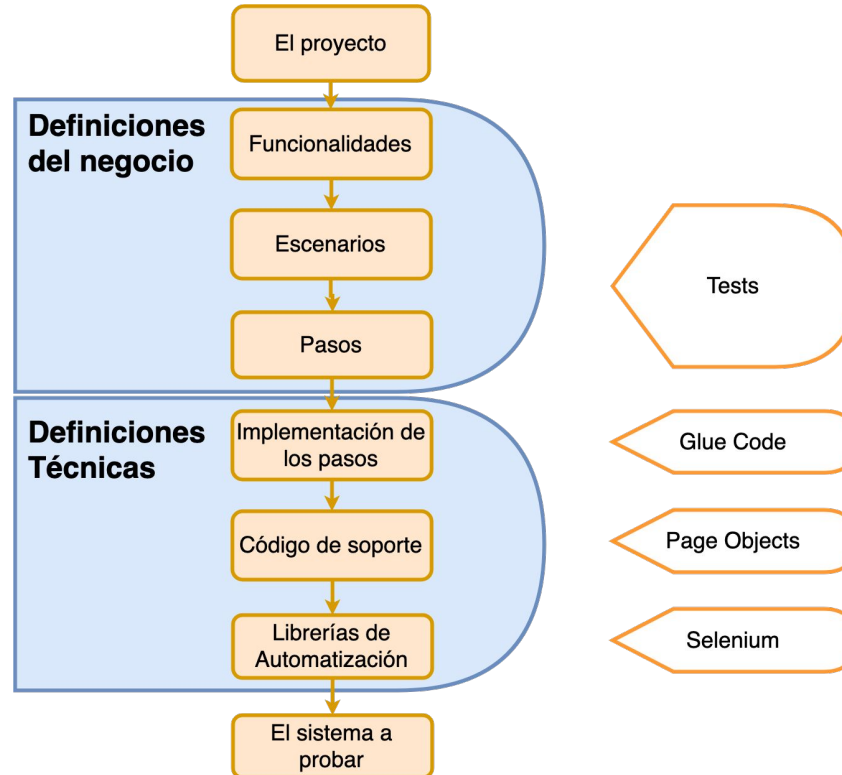 El proyecto
Definiciones
del negocio
Funcionalidades
Escenarios
Pasos
Tests
Definiciones
Técnicas
Implementación de
los pasos
Glue Code
Código de soporte
Page Objects
Librerías de
Automatización
Selenium
El sistema a
probar